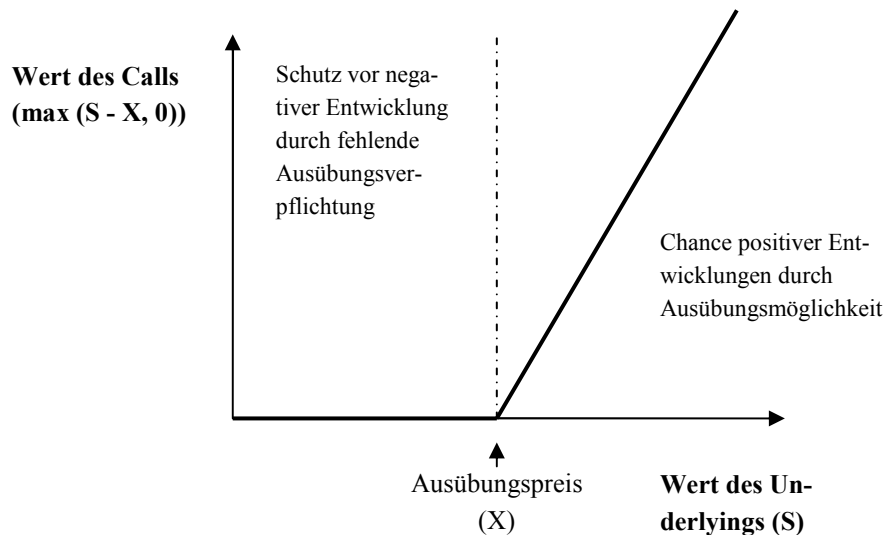 Wert des Calls
(max (S - X, 0))
Schutz vor nega-
tiver Entwicklung
durch fehlende
Ausübungsver-
pflichtung
Chance positiver Ent-
wicklungen durch
Ausübungsmöglichkeit
Ausübungspreis
(X)
Wert des Un-
derlyings (S)